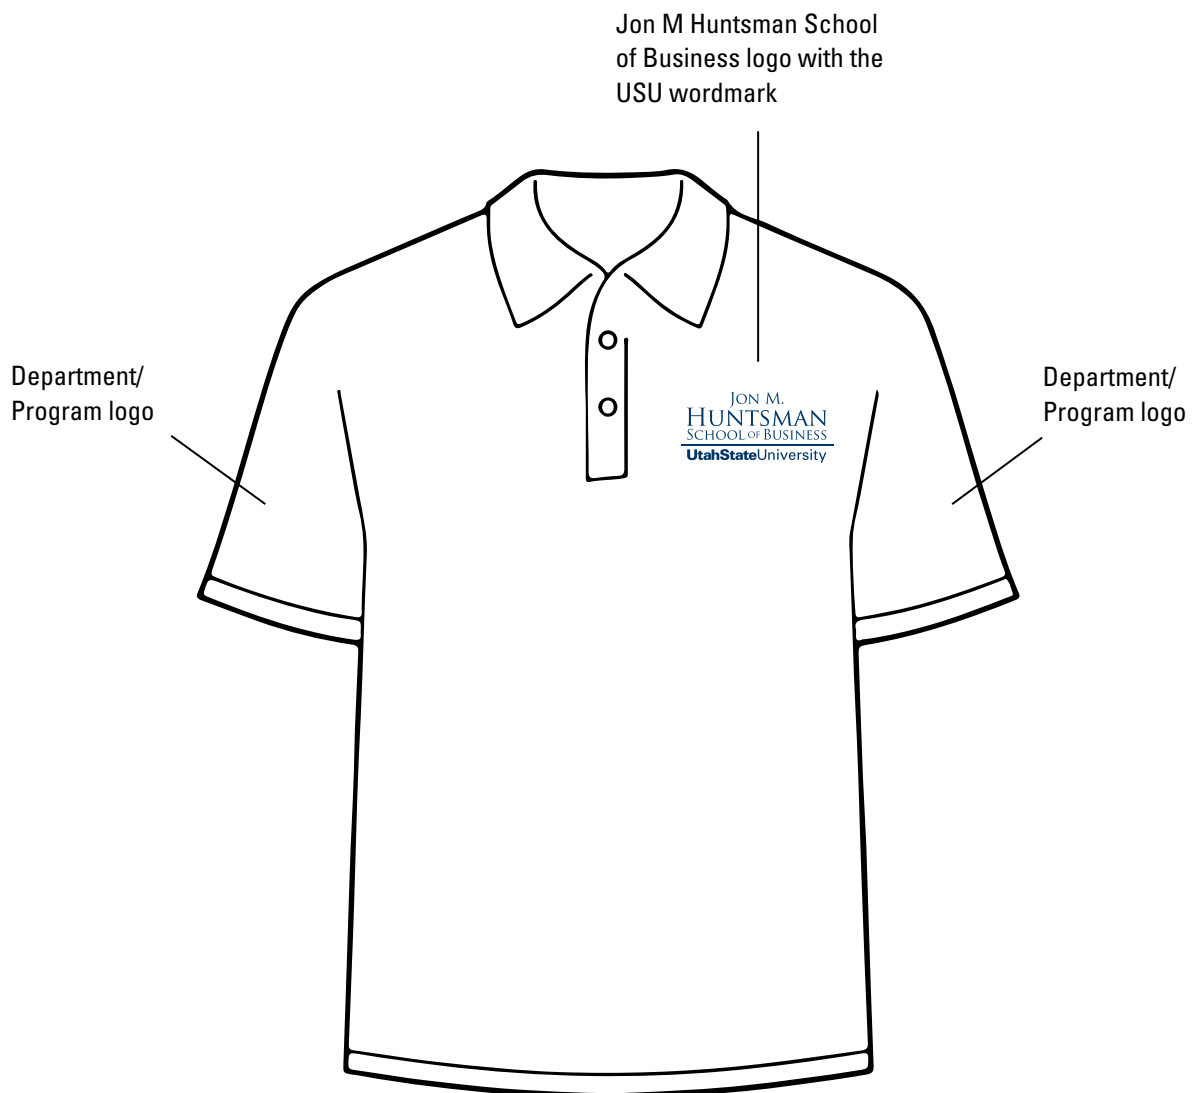 Jon M Huntsman School
of Business logo with the
USU wordmark
Department/
Program logo
JON M.
HUNTSMAN
SCHOOL OF BUSINESS
UtahStateUniversity
Department/
Program logo